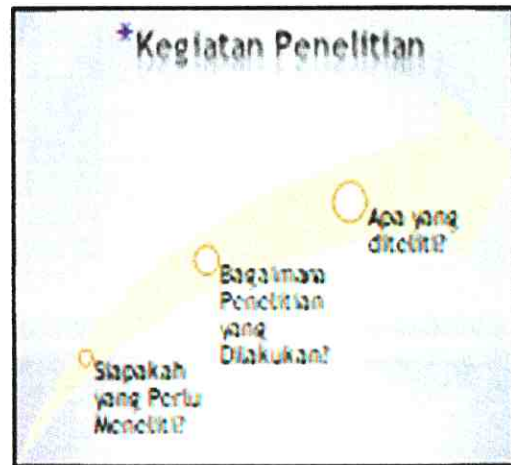 *Kegiatan Penelitian
Apa yang
diteliti?
Bagaimana
Penelitian
yang
Dilakukan?
Siapakah
yang Perlu
Meneliti?